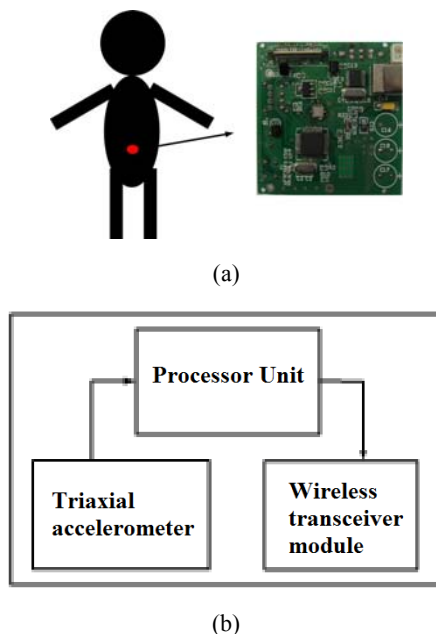 (a)
Processor Unit
Triaxial
accelerometer
Wireless
transceiver
module
(b)